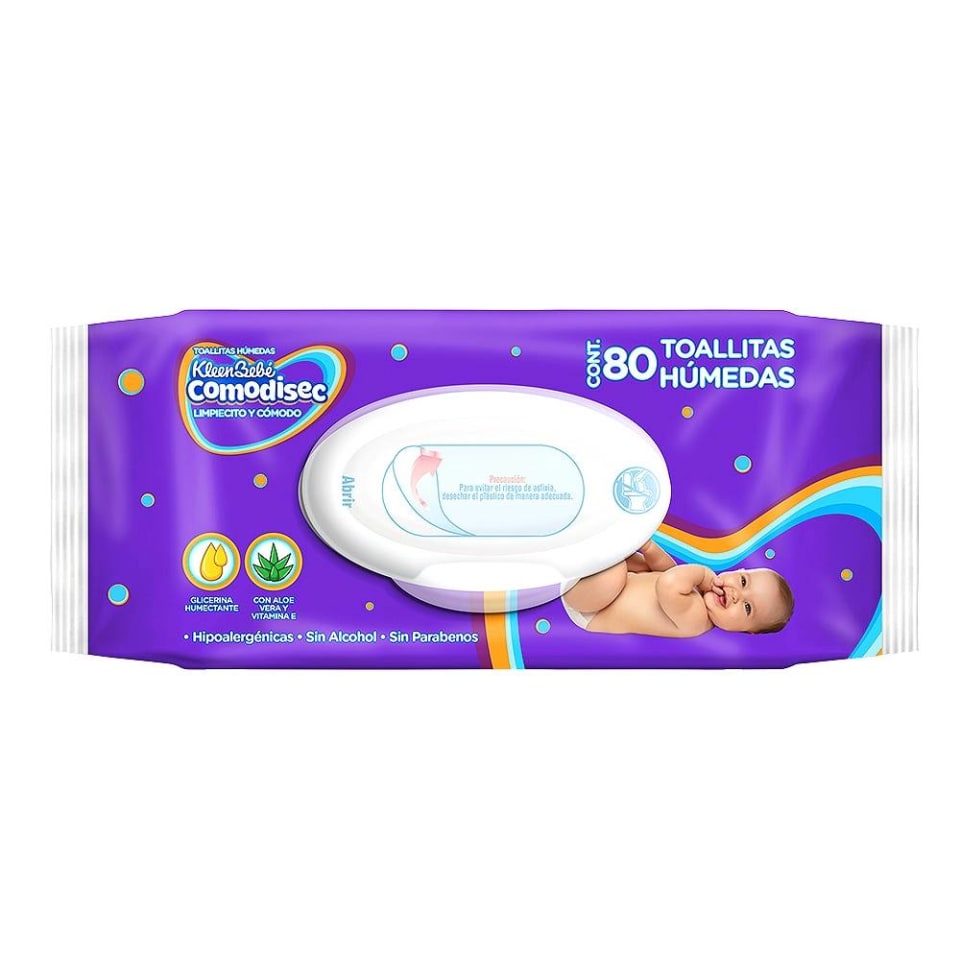 TOALLITAS HÚMEDAS
KleenBebé
Comodisec
LIMPIECITO Y CÓMODO
CONT.
80
TOALLITAS
HÚMEDAS
Abrir
Precaución:
Para evitar el riesgo de asfixia,
desechar el plástico de manera adecuada.
GLICERINA
HUMECTANTE
CON ALOE
VERA Y
VITAMINA E
• Hipoalergénicas • Sin Alcohol • Sin Parabenos